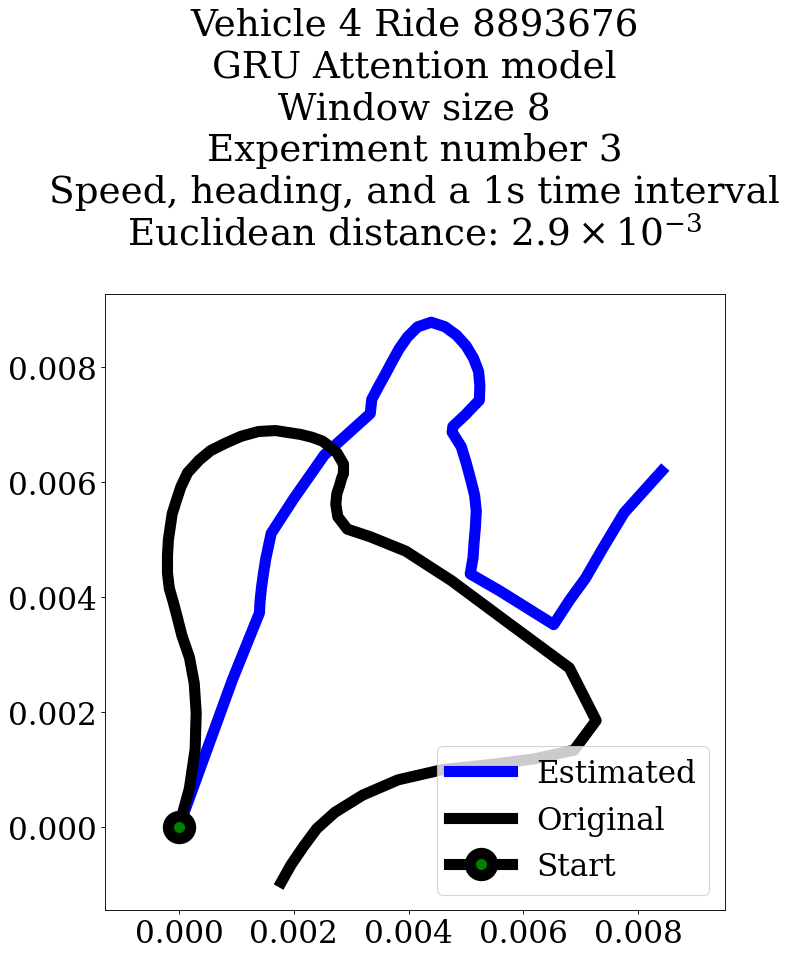 Vehicle 4 Ride 8893676
GRU Attention model
Window size 8
Experiment number 3
Speed, heading, and a 1s time interval
Euclidean distance: 2.9 × 10⁻³
0.008
0.006
0.004
0.002
0.000
Estimated
Original
Start
0.000 0.002 0.004 0.006 0.008